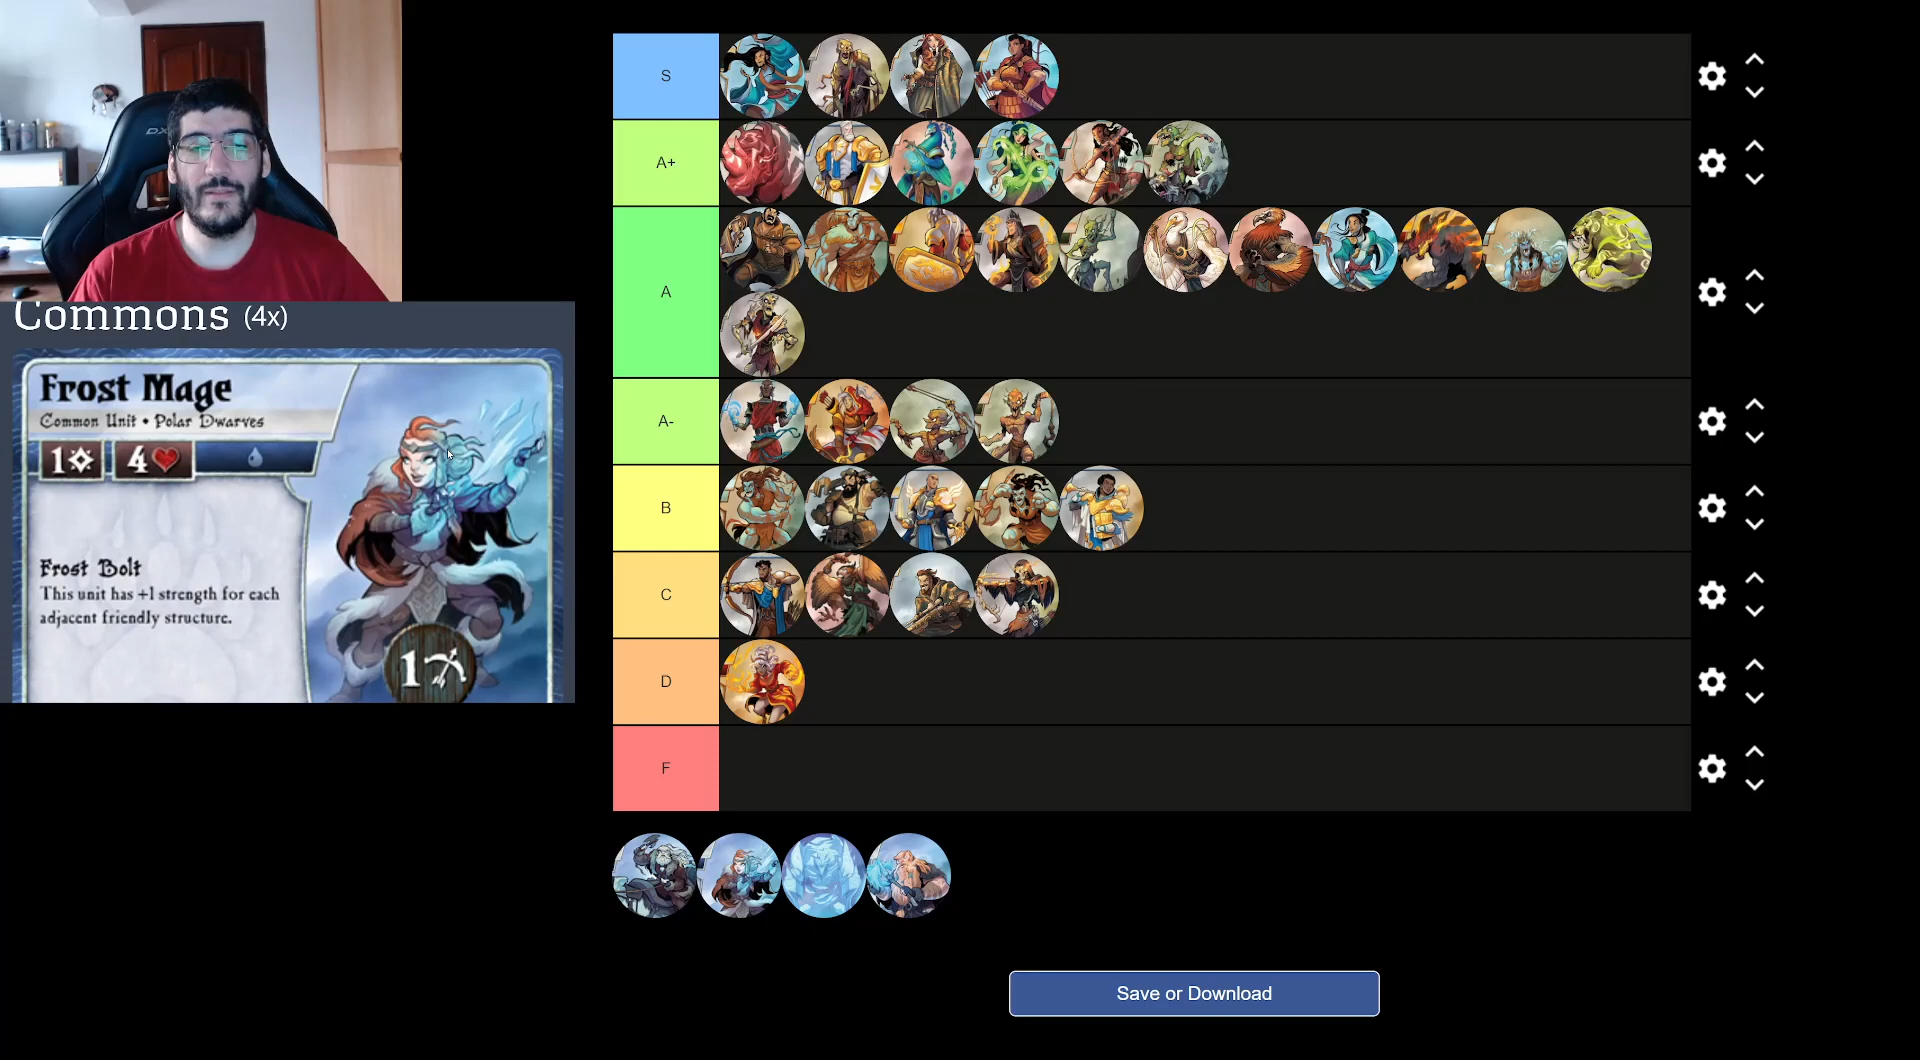 DX
Commons (4x)
Frost Mage
Common Unit • Polar Dwarves
1
4
Frost Bolt
This unit has +1 strength for each
adjacent friendly structure.
1
S
A+
A
A-
B
C
D
F
Save or Download